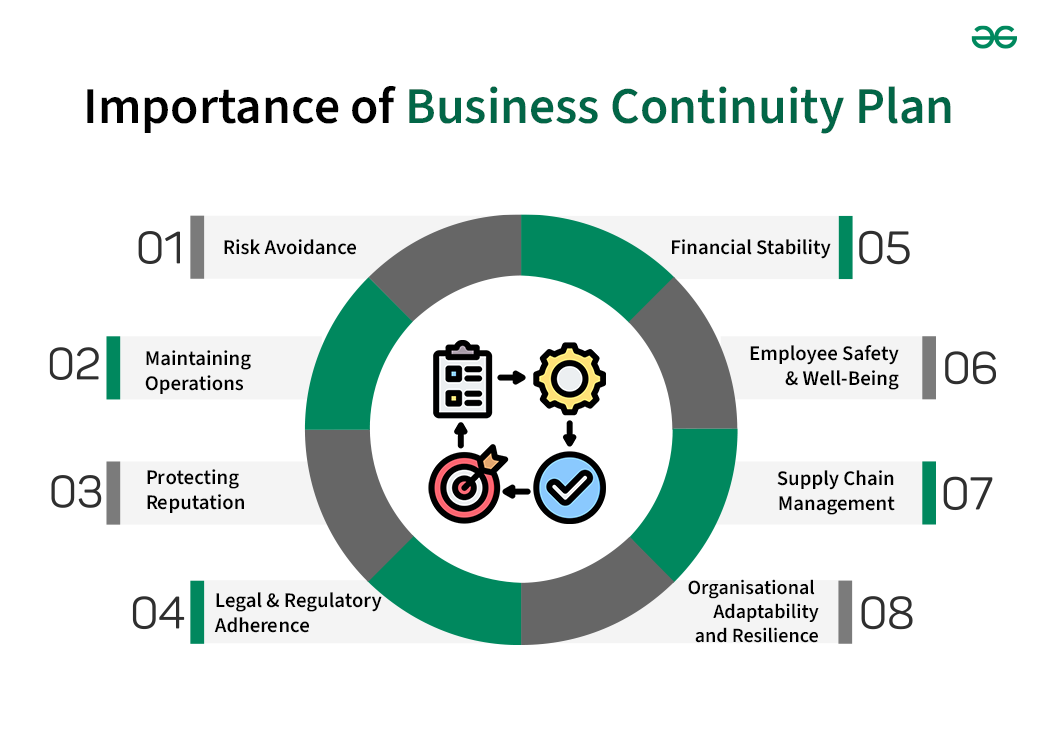 Importance of Business Continuity Plan
01
Risk Avoidance
02
Maintaining
Operations
03
Protecting
Reputation
04
Legal & Regulatory
Adherence
Financial Stability
05
Employee Safety
& Well-Being
06
Supply Chain
Management
07
Organisational
Adaptability
and Resilience
08